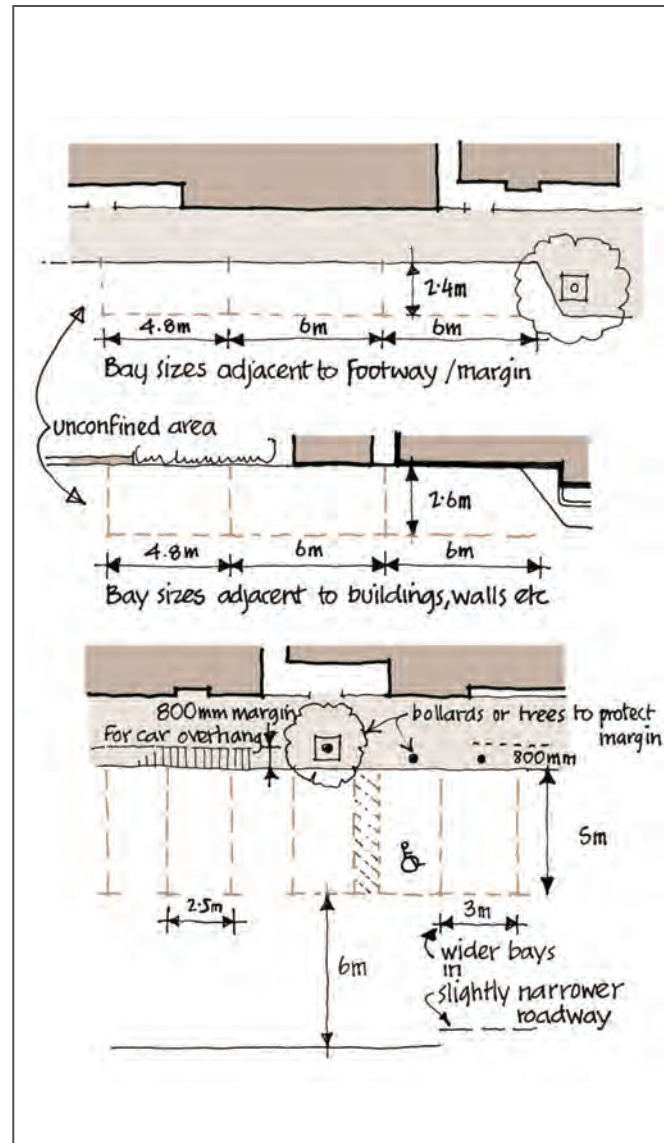 2.4m
4.8m 6m 6m
Bay sizes adjacent to footway/margin
unconfined area
2.6m
4.8m 6m 6m
Bay sizes adjacent to buildings, walls etc
800mm margin
for car overhang
bollards or trees to protect
margin
800mm
5m
2.5m
3m
6m
wider bays
in
slightly narrower
roadway